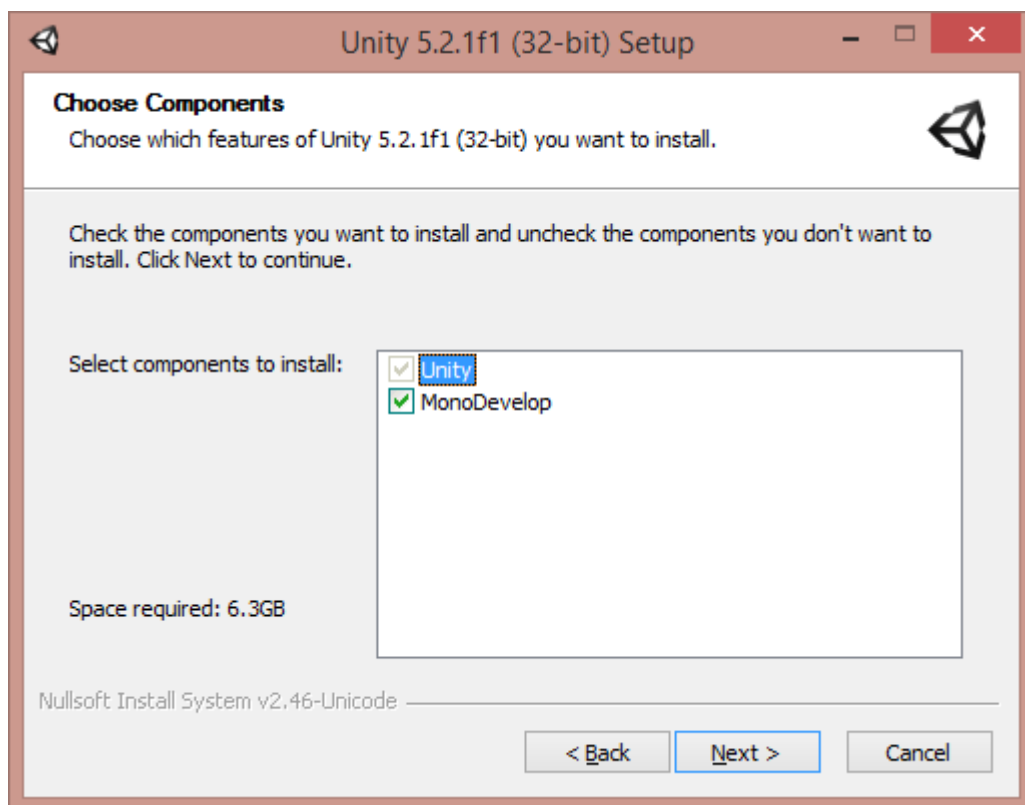 Unity 5.2.1f1 (32-bit) Setup
Choose Components
Choose which features of Unity 5.2.1f1 (32-bit) you want to install.
Check the components you want to install and uncheck the components you don't want to
install. Click Next to continue.
Select components to install:
Unity
MonoDevelop
Space required: 6.3GB
Nullsoft Install System v2.46-Unicode
< Back
Next >
Cancel